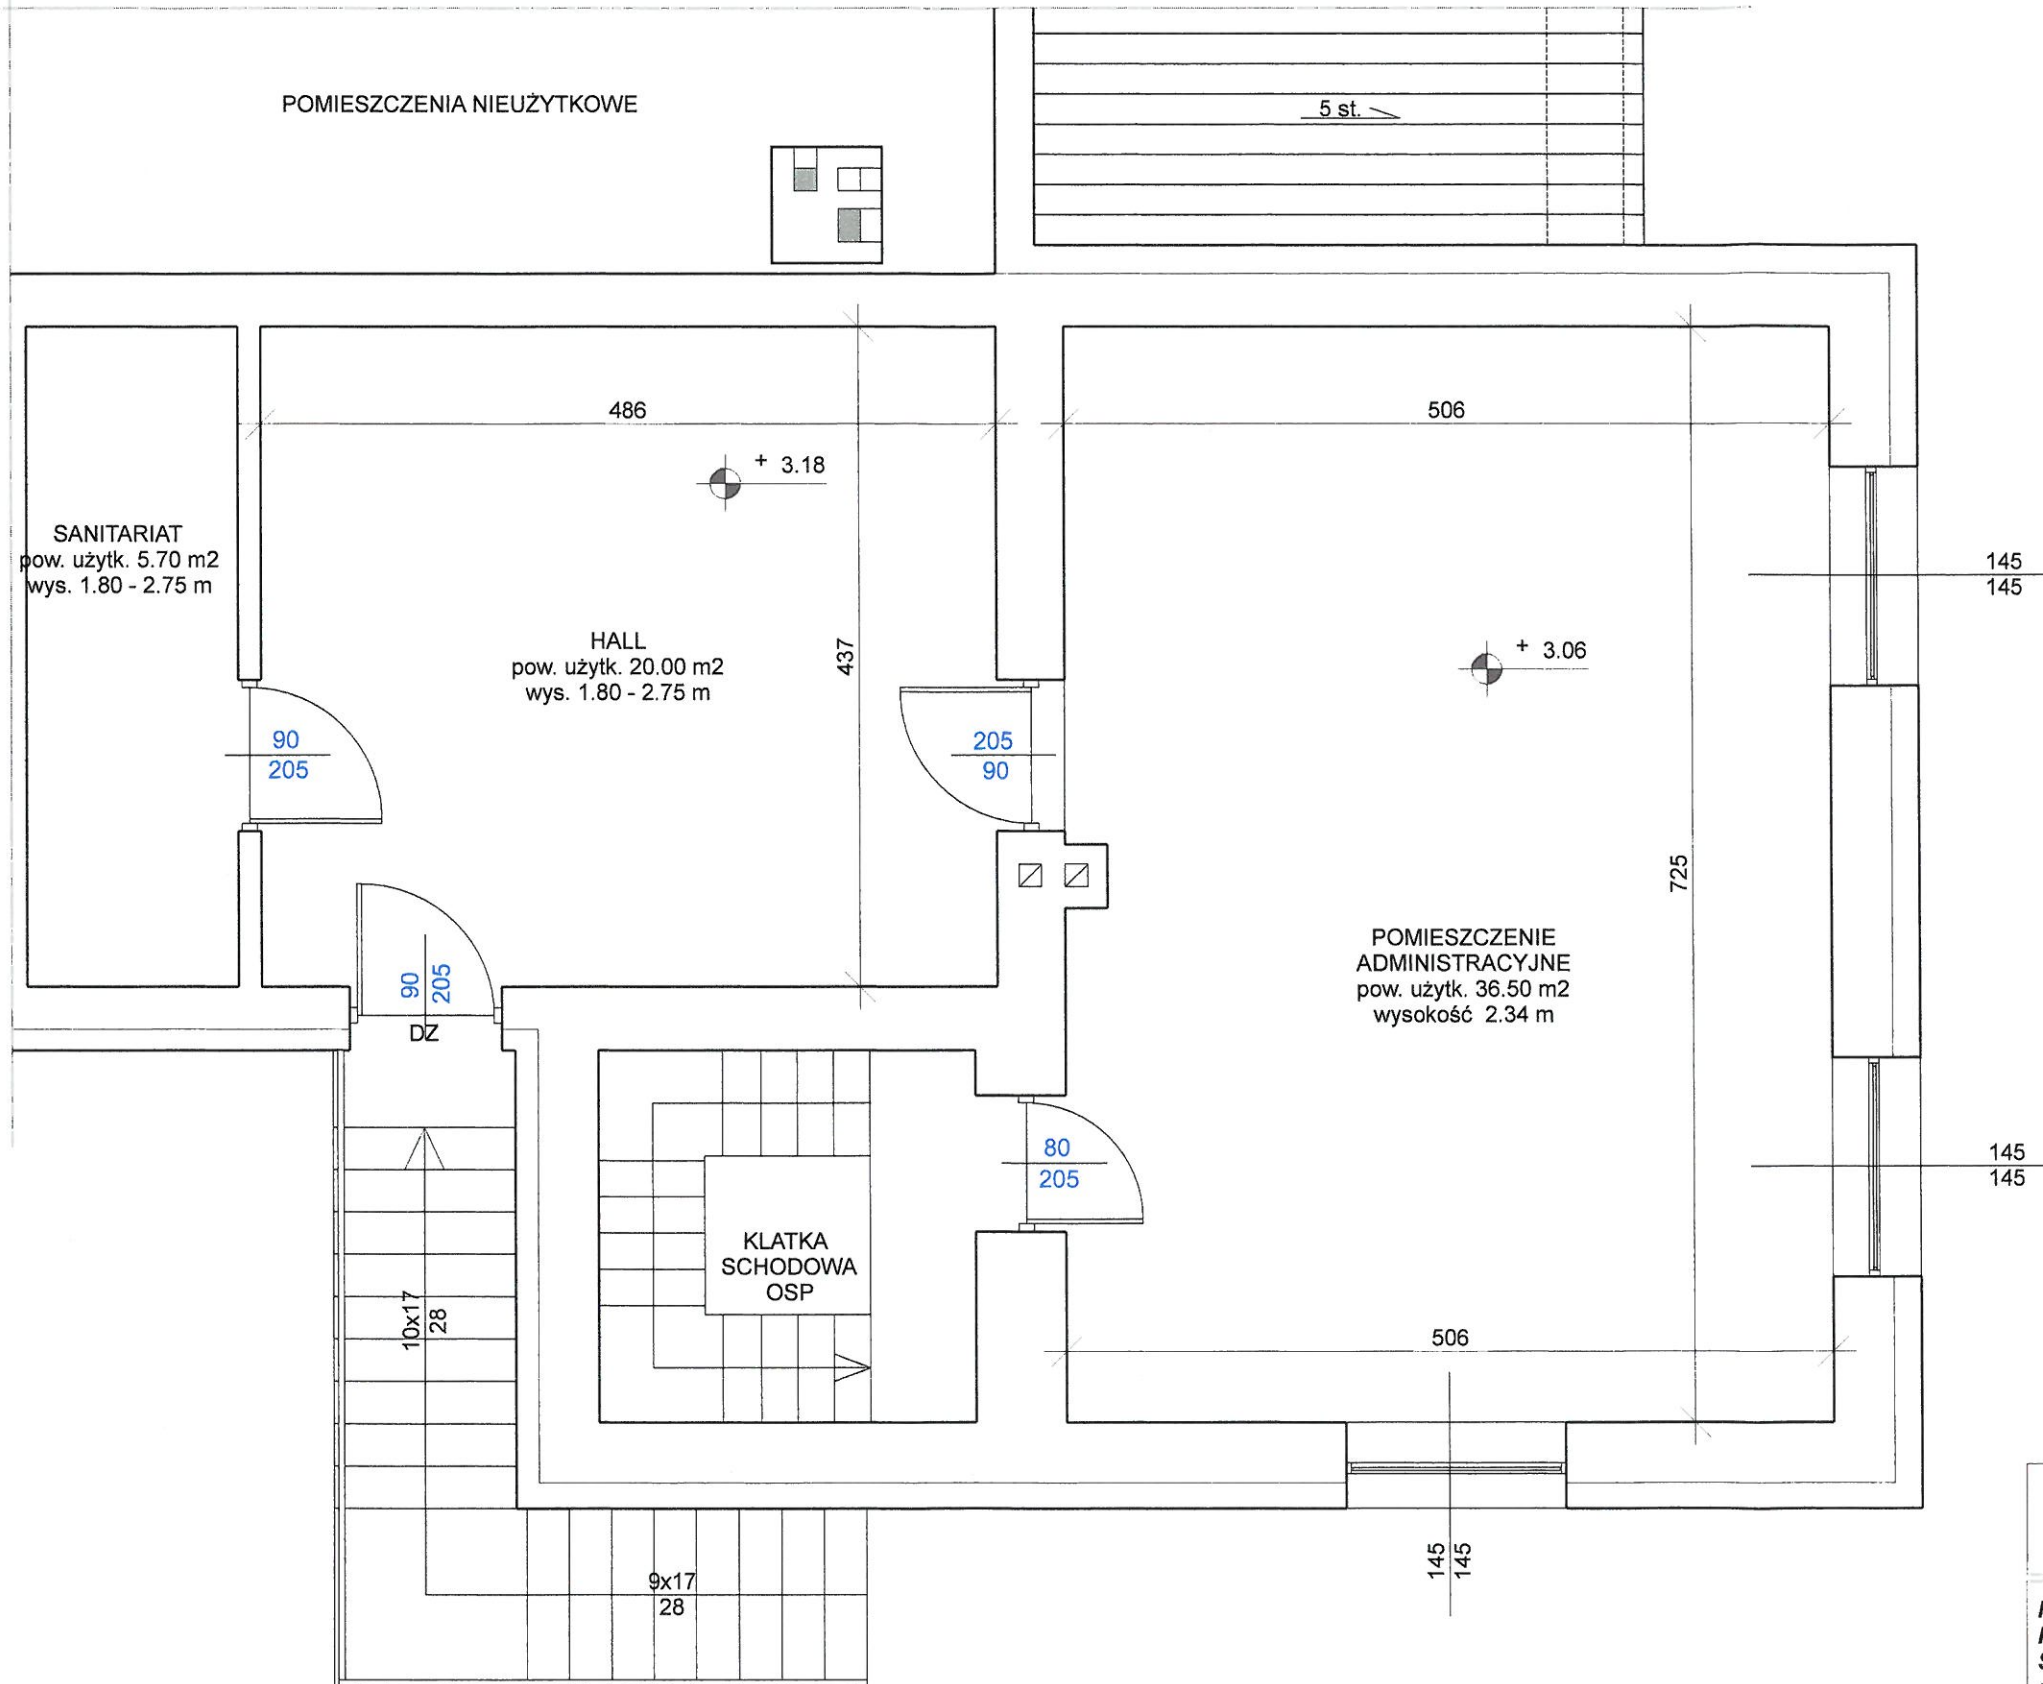 POMIESZCZENIA NIEUŻYTKOWE
5 st.
486
506
+ 3.18
SANITARIAT
pow. użytk. 5.70 m2
wys. 1.80 - 2.75 m
145
145
HALL
pow. użytk. 20.00 m2
wys. 1.80 - 2.75 m
437
+ 3.06
90
205
205
90
725
POMIESZCZENIE
ADMINISTRACYJNE
pow. użytk. 36.50 m2
wysokość 2.34 m
90
205
DZ
80
205
145
145
KLATKA
SCHODOWA
OSP
10x17
28
506
145
145
9x17
28